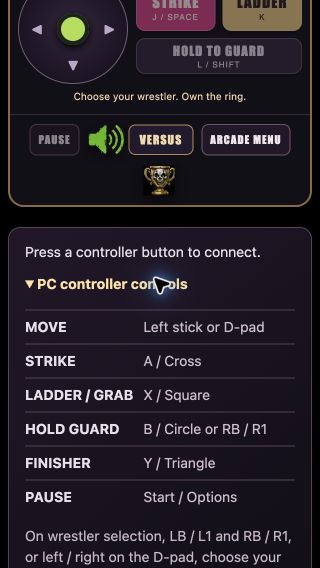 STRIKE
J / SPACE
LADDER
K
HOLD TO GUARD
L / SHIFT
Choose your wrestler. Own the ring.
PAUSE
VERSUS
ARCADE MENU
Press a controller button to connect.
PC controller controls
MOVE Left stick or D-pad
STRIKE A / Cross
LADDER / GRAB X / Square
HOLD GUARD B / Circle or RB / R1
FINISHER Y / Triangle
PAUSE Start / Options
On wrestler selection, LB / L1 and RB / R1,
or left / right on the D-pad, choose your